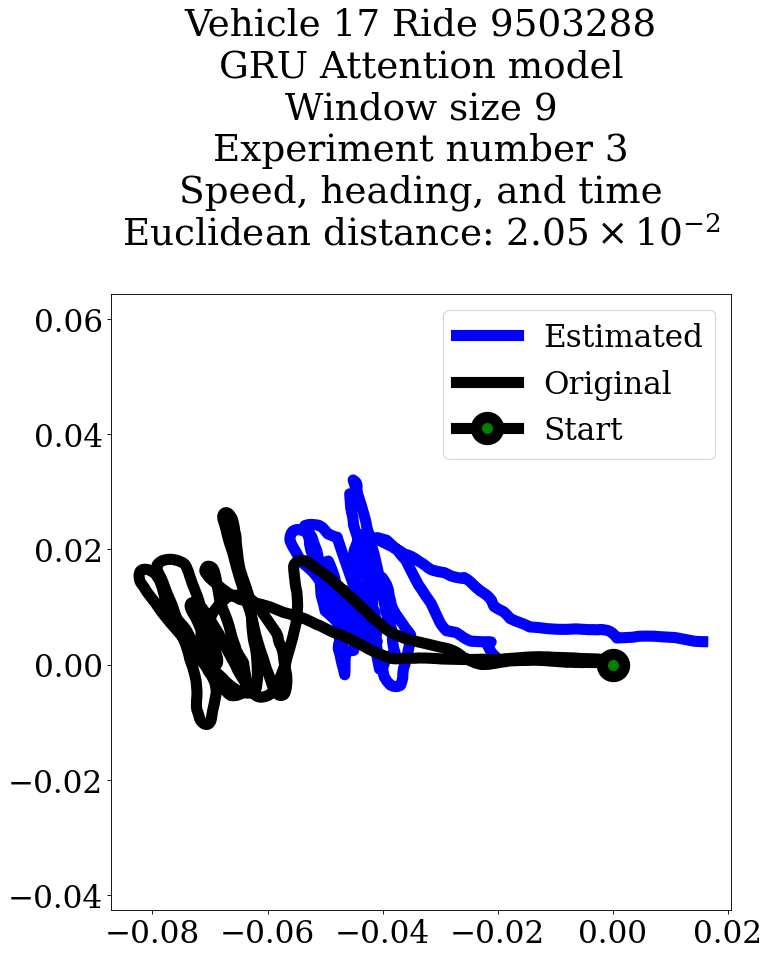 Vehicle 17 Ride 9503288
GRU Attention model
Window size 9
Experiment number 3
Speed, heading, and time
Euclidean distance: 2.05 × 10⁻²
Estimated
Original
Start
0.06
0.04
0.02
0.00
−0.02
−0.04
−0.08 −0.06 −0.04 −0.02 0.00 0.02